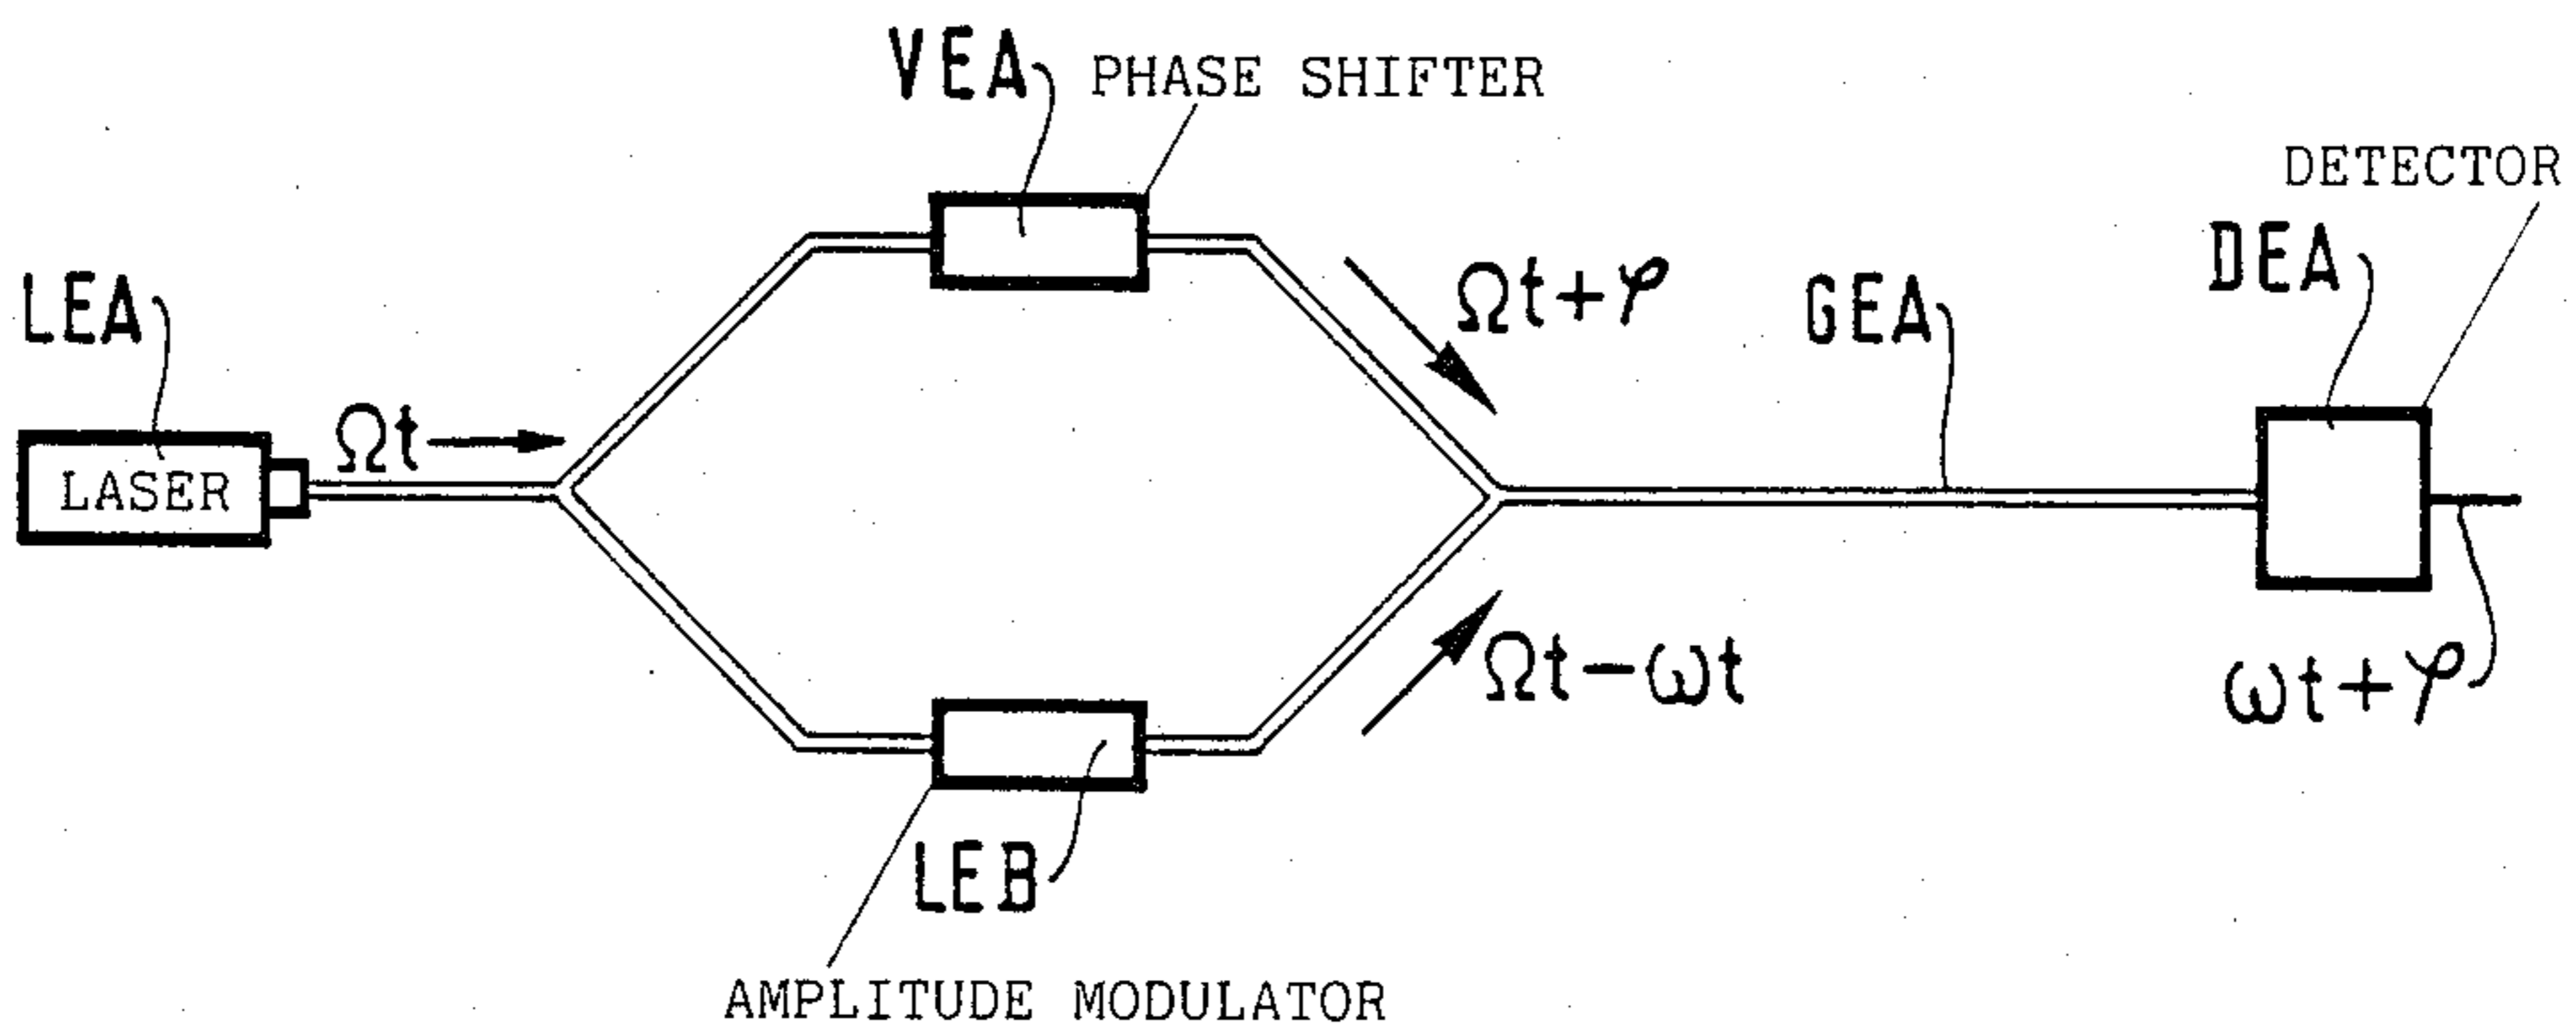 VEA PHASE SHIFTER
DETECTOR
DEA
LEA
Ωt+φ
GEA
Ωt
LASER
Ωt−ωt
ωt+φ
LEB
AMPLITUDE MODULATOR